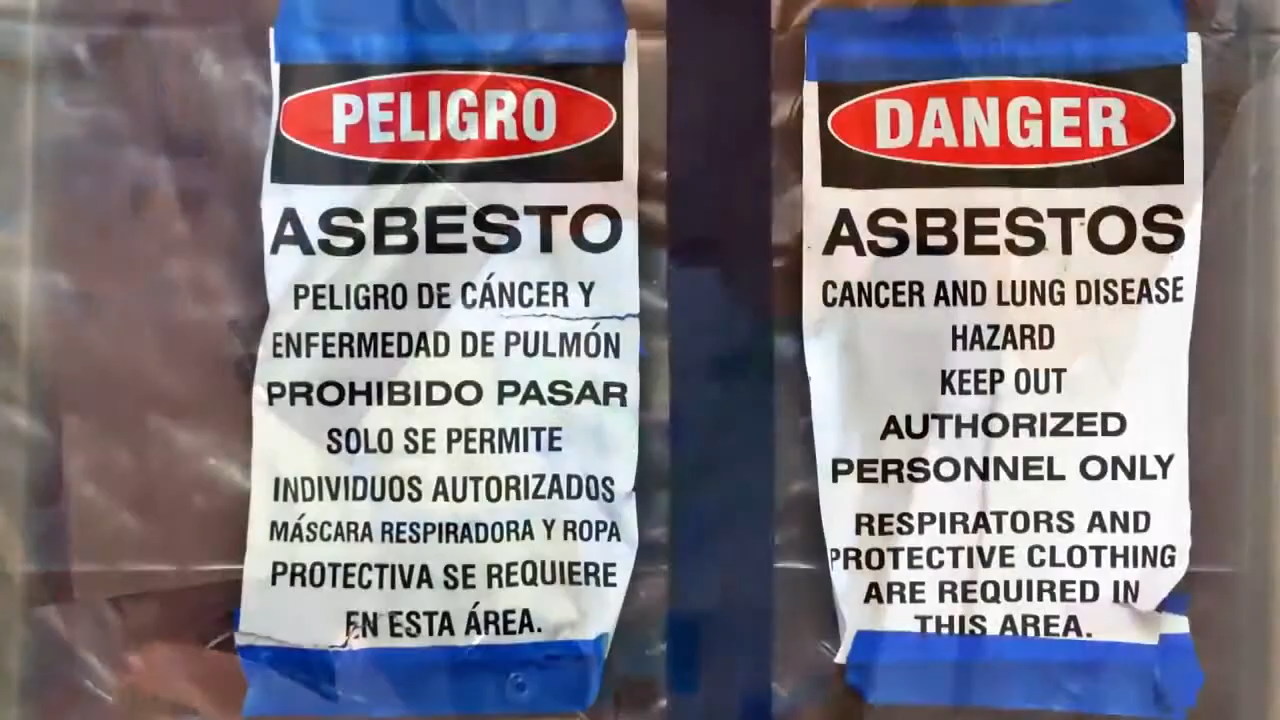 PELIGRO
ASBESTO
PELIGRO DE CÁNCER Y
ENFERMEDAD DE PULMÓN
PROHIBIDO PASAR
SOLO SE PERMITE
INDIVIDUOS AUTORIZADOS
MÁSCARA RESPIRADORA Y ROPA
PROTECTIVA SE REQUIERE
EN ESTA ÁREA.
DANGER
ASBESTOS
CANCER AND LUNG DISEASE
HAZARD
KEEP OUT
AUTHORIZED
PERSONNEL ONLY
RESPIRATORS AND
PROTECTIVE CLOTHING
ARE REQUIRED IN
THIS AREA.